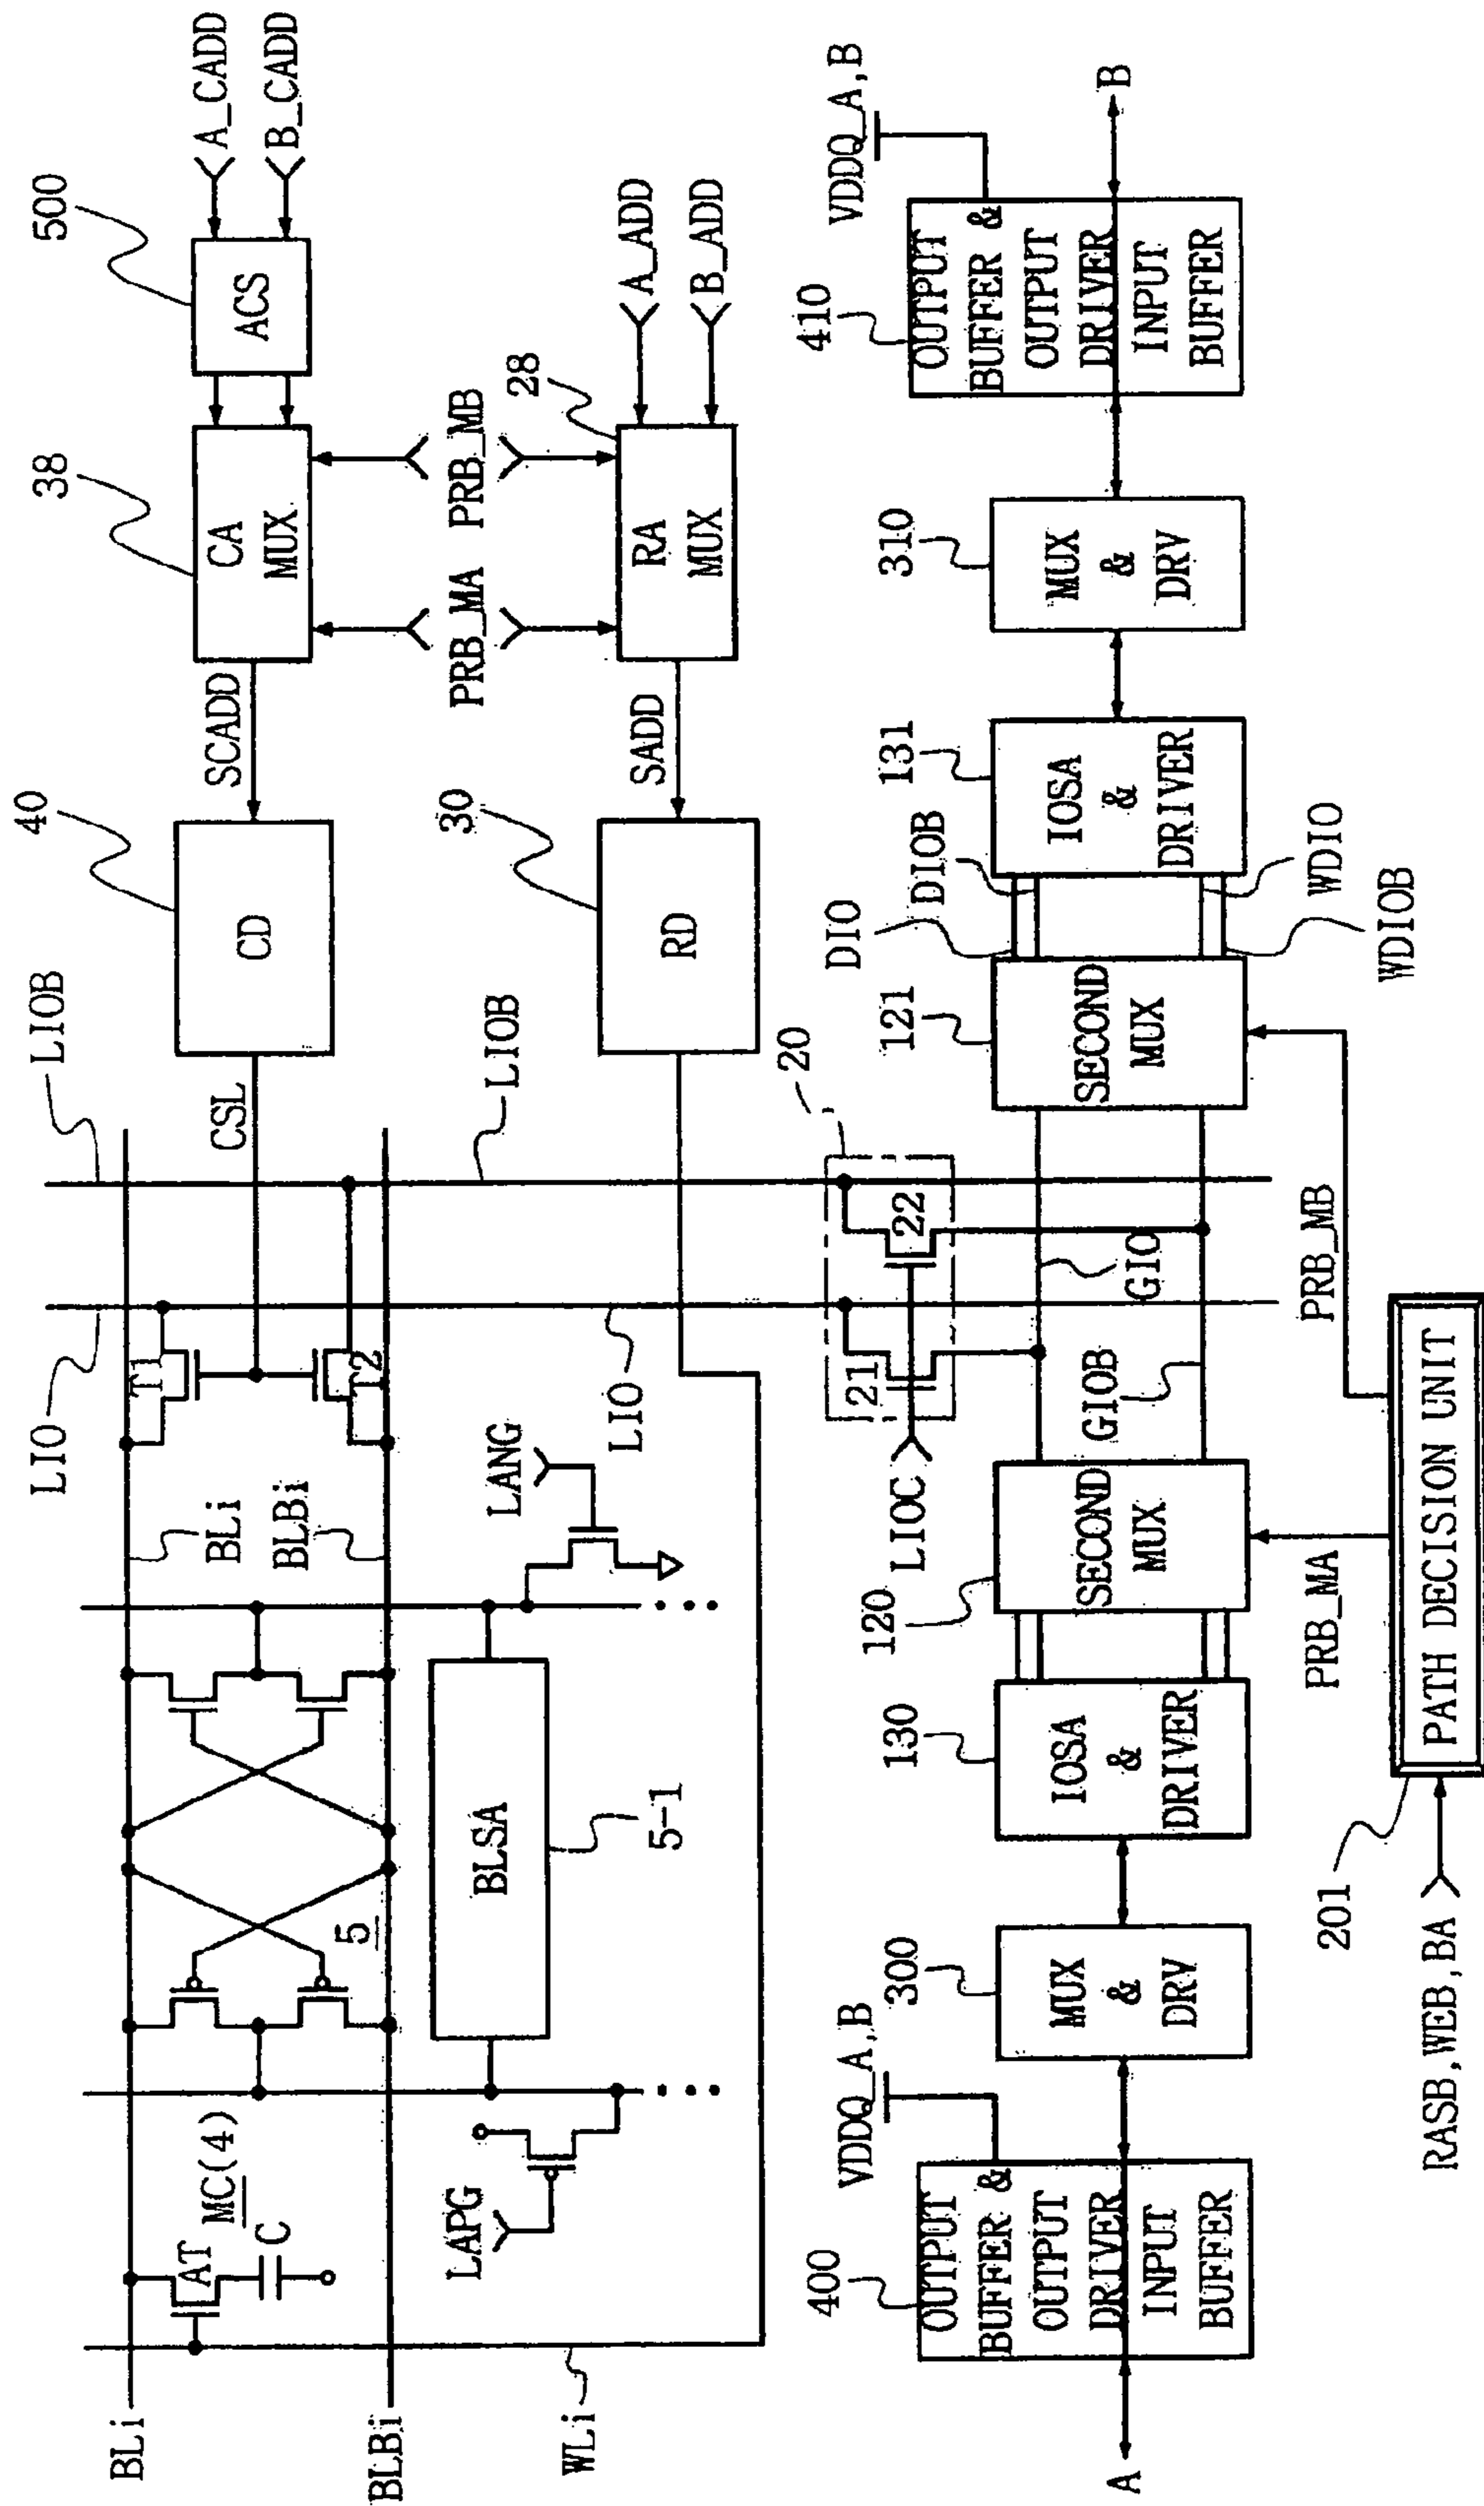 500
A_CADD
B_CADD
ACS
38
CA
MUX
SCADD
40
CD
LIOB
CSL
LIO
BLi
BLBi
T1
T2
PRB_MA
PRB_MB
28
A_ADD
B_ADD
RA
MUX
SADD
30
RD
LIOB
LIO
LANG
BLSA
5-1
5
MC(4)
AT
C
LAPG
BLi
BLBi
WLi
20
21
22
LIOC
GIO
GIOB
A
400
OUTPUT
BUFFER &
OUTPUT
DRIVER
INPUT
BUFFER
VDDQ_A,B
300
MUX
&
DRV
130
IOSA
&
DRIVER
120
SECOND
MUX
121
SECOND
MUX
DIO
DIOB
WDIO
WDIOB
131
IOSA
&
DRIVER
310
MUX
&
DRV
410
OUTPUT
BUFFER &
OUTPUT
DRIVER
INPUT
BUFFER
VDDQ_A,B
B
PRB_MA
PRB_MB
201
PATH DECISION UNIT
RASB,WEB,BA